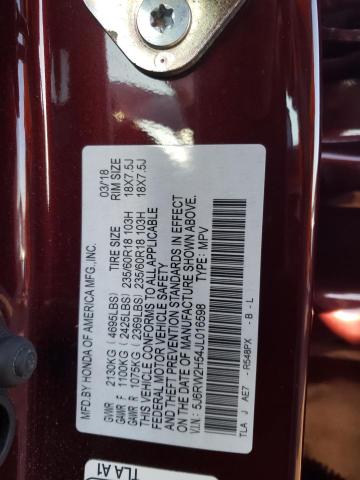 MFD.BY HONDA OF AMERICA MFG.,INC. 03/18
TIRE SIZE RIM SIZE
GVWR 2130KG (4695LBS)
GAWR F 1100KG (2425LBS) 235/60R18 103H 18X7.5J
GAWR R 1075KG (2369LBS) 235/60R18 103H 18X7.5J
THIS VEHICLE CONFORMS TO ALL APPLICABLE
FEDERAL MOTOR VEHICLE SAFETY
AND THEFT PREVENTION STANDARDS IN EFFECT
ON THE DATE OF MANUFACTURE SHOWN ABOVE.
V.I.N.: 5J6RW2H54JL016598 TYPE: MPV
TLA J AE7 - R548PX - B - L
TLA A1